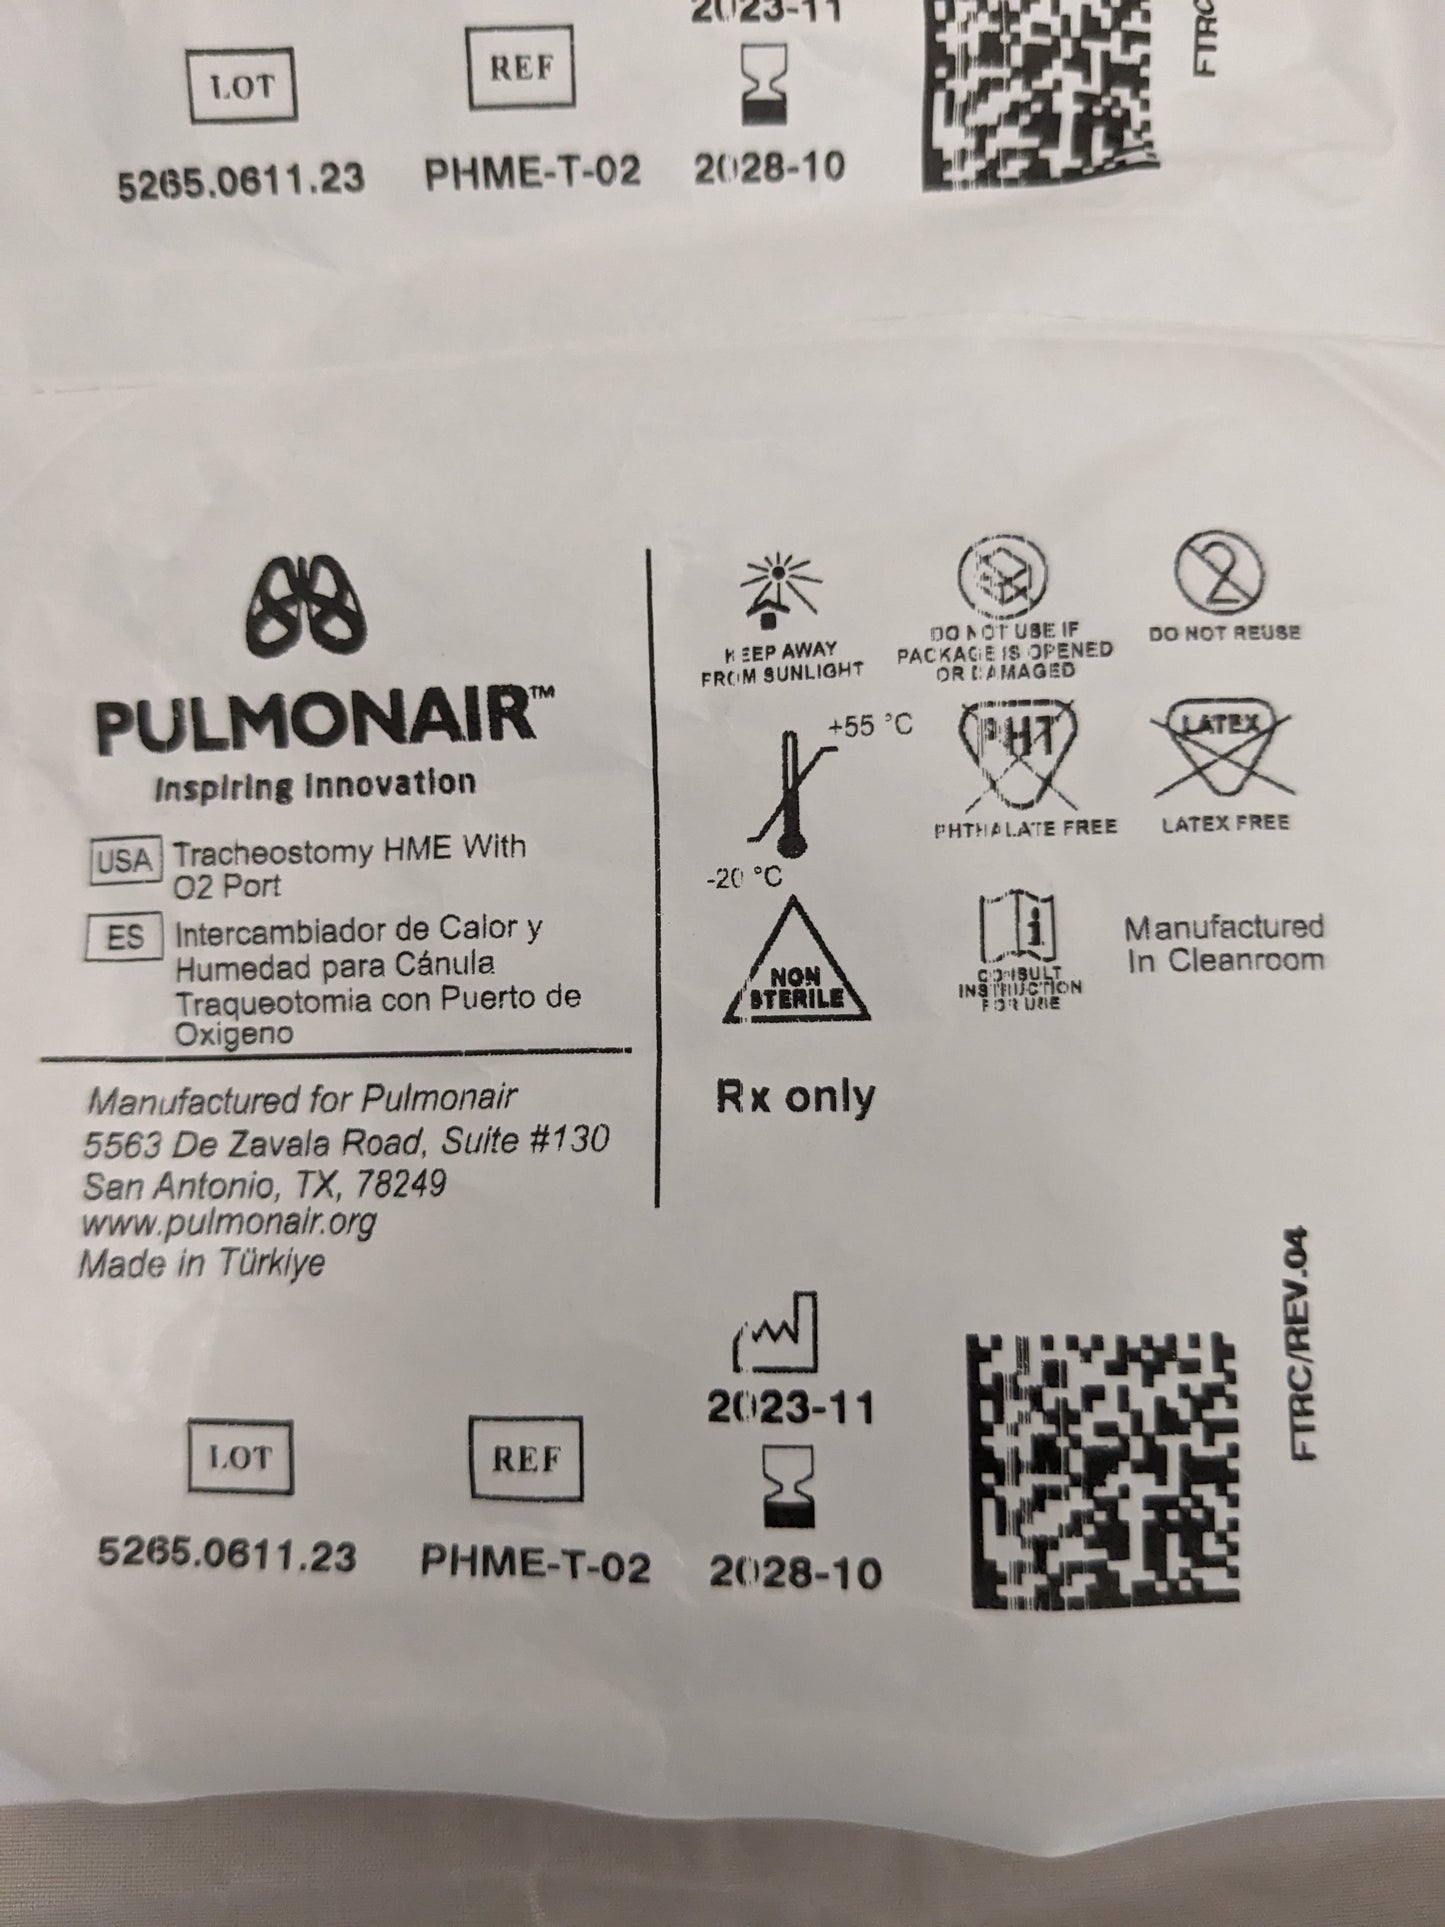 2023-11
LOT
REF
5265.0611.23
PHME-T-02
2028-10
FTRC
PULMONAIR™
Inspiring Innovation
USA
Tracheostomy HME With
O2 Port
ES
Intercambiador de Calor y
Humedad para Cánula
Traqueotomia con Puerto de
Oxigeno
Manufactured for Pulmonair
5563 De Zavala Road, Suite #130
San Antonio, TX, 78249
www.pulmonair.org
Made in Türkiye
KEEP AWAY
FROM SUNLIGHT
DO NOT USE IF
PACKAGE IS OPENED
OR DAMAGED
2
DO NOT REUSE
+55 °C
-20 °C
PHT
PHTHALATE FREE
LATEX
LATEX FREE
NON
STERILE
i
CONSULT
INSTRUCTION
FOR USE
Manufactured
In Cleanroom
Rx only
2023-11
LOT
REF
5265.0611.23
PHME-T-02
2028-10
FTRC/REV.04